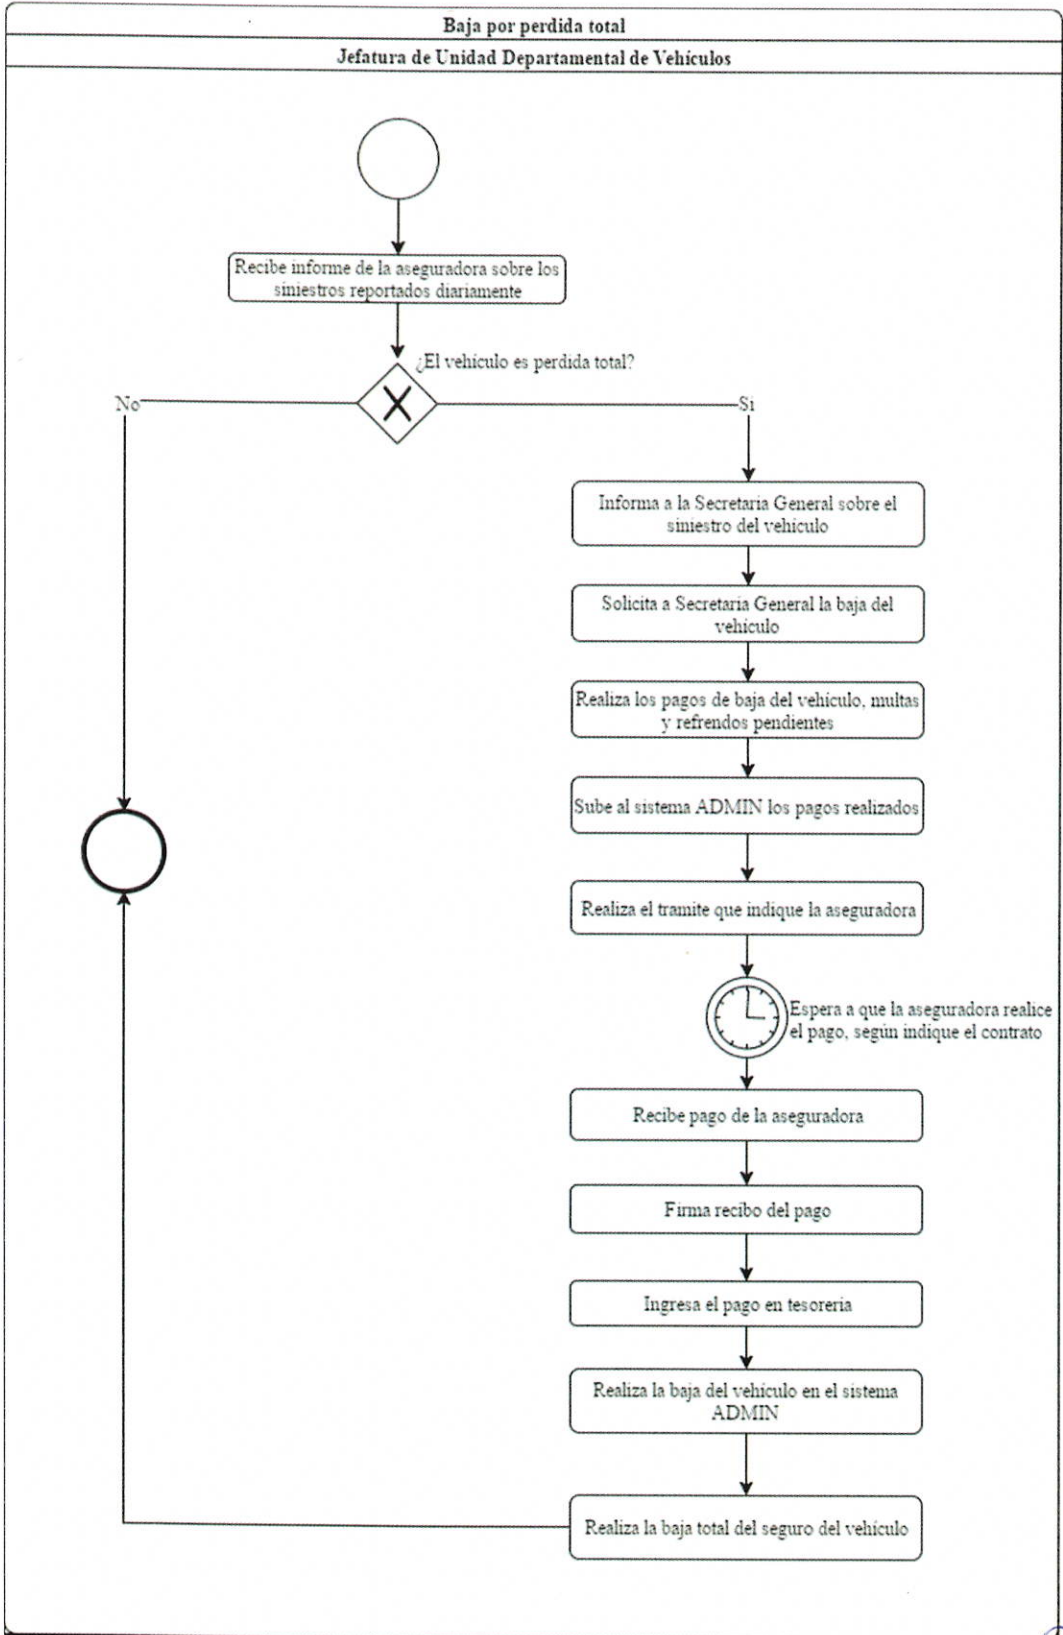 Baja por perdida total
Jefatura de Unidad Departamental de Vehículos
Recibe informe de la aseguradora sobre los
siniestros reportados diariamente
¿El vehiculo es perdida total?
No
Si
Informa a la Secretaria General sobre el
siniestro del vehiculo
Solicita a Secretaria General la baja del
vehiculo
Realiza los pagos de baja del vehículo, multas
y refrendos pendientes
Sube al sistema ADMIN los pagos realizados
Realiza el tramite que indique la aseguradora
Espera a que la aseguradora realice
el pago, según indique el contrato
Recibe pago de la aseguradora
Firma recibo del pago
Ingresa el pago en tesoreria
Realiza la baja del vehículo en el sistema
ADMIN
Realiza la baja total del seguro del vehículo